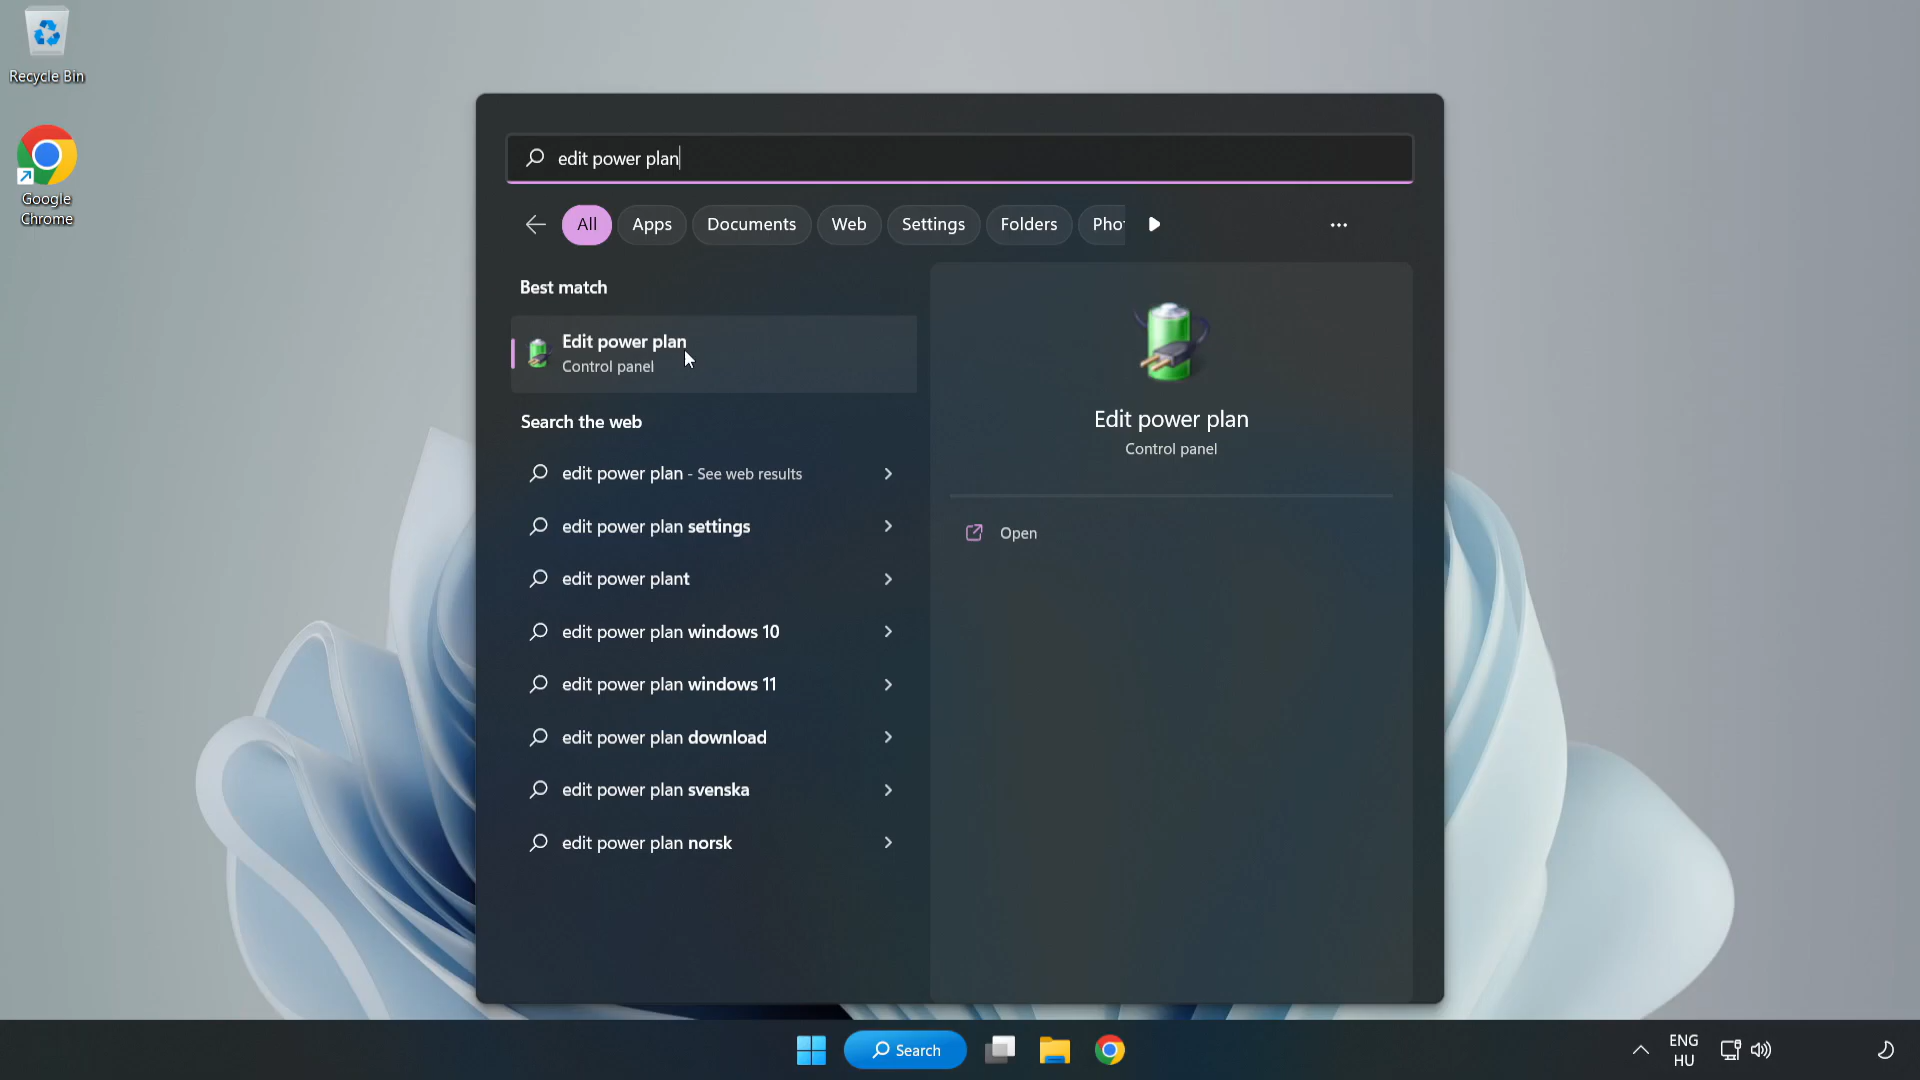 Recycle Bin
Google
Chrome
edit power plan
All Apps Documents Web Settings Folders Pho
Best match
Edit power plan
Control panel
Search the web
edit power plan - See web results
edit power plan settings
edit power plant
edit power plan windows 10
edit power plan windows 11
edit power plan download
edit power plan svenska
edit power plan norsk
Edit power plan
Control panel
Open
Search
ENG
HU